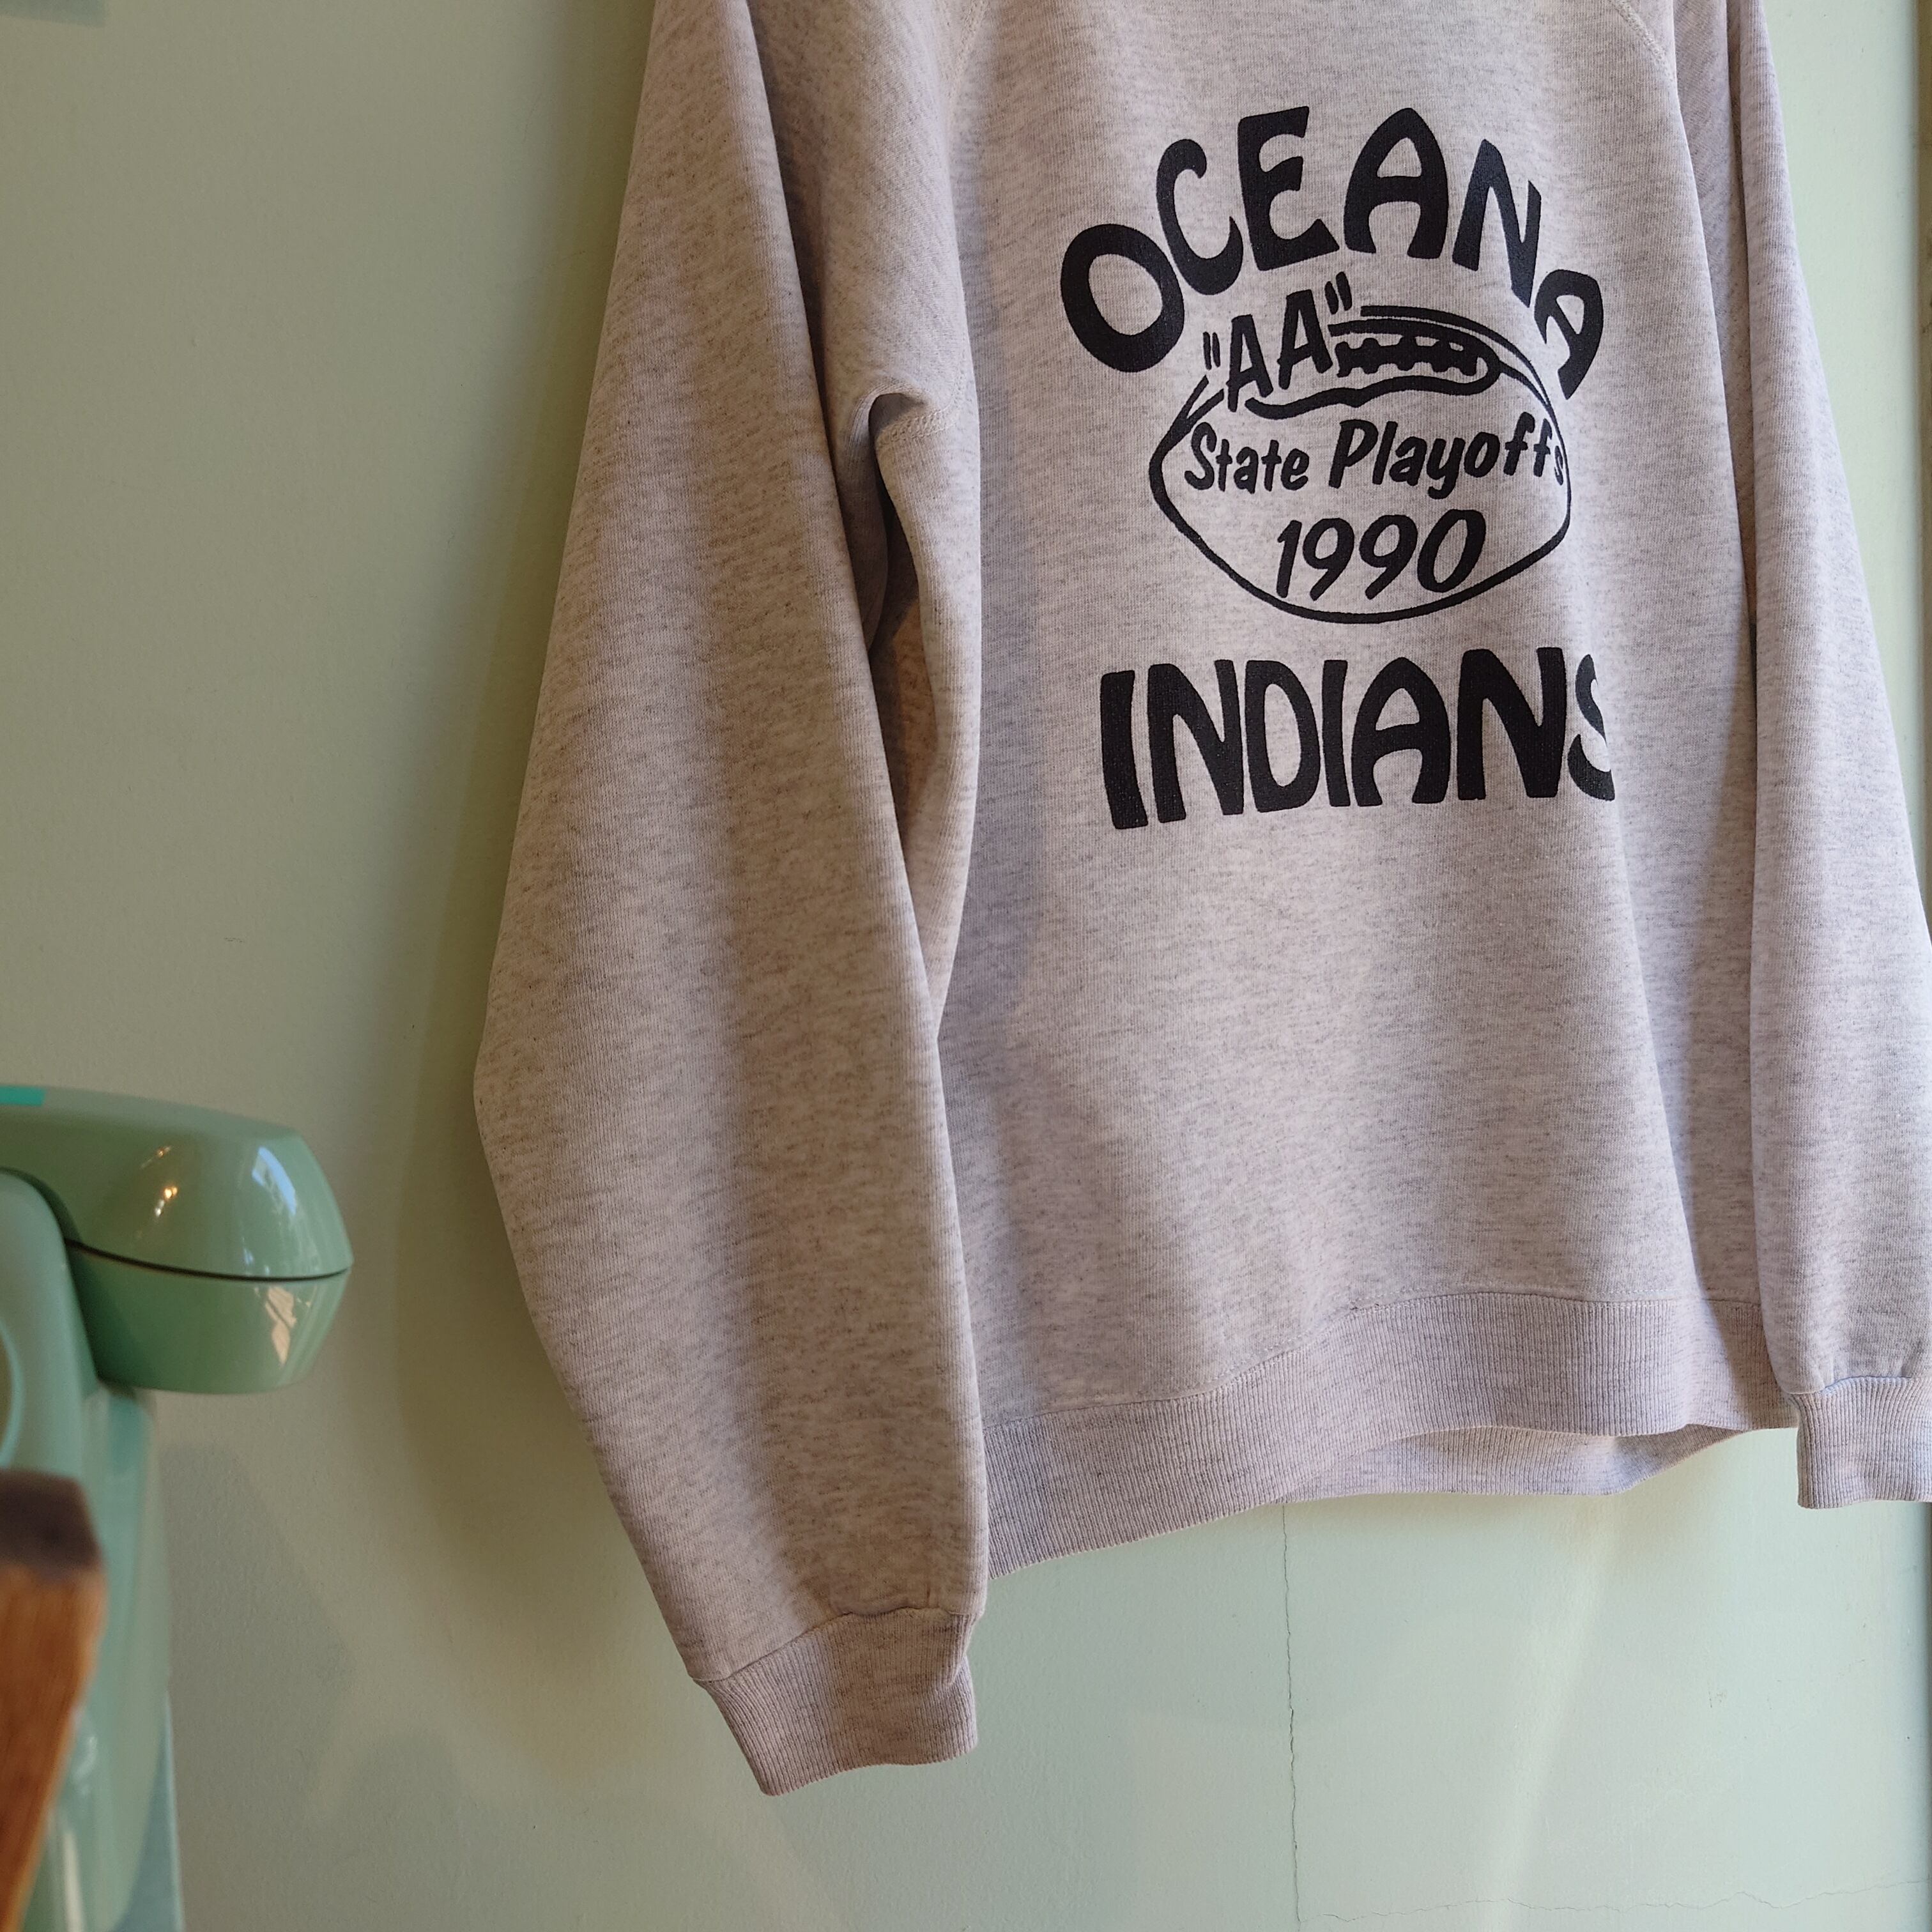 OCEANA
"AA"
State Playoffs
1990
INDIANS